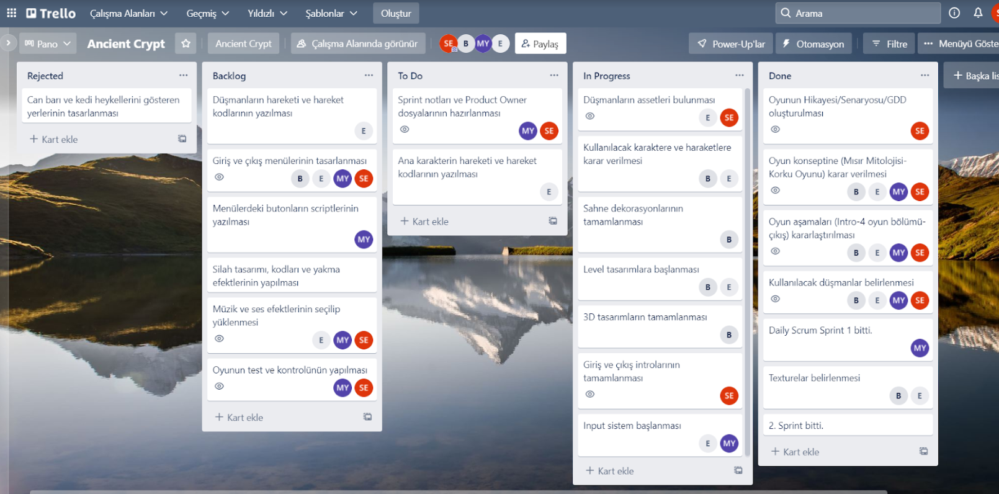 Trello
Çalışma Alanları
Geçmiş
Yıldızlı
Şablonlar
Oluştur
Arama
Pano
Ancient Crypt
Ancient Crypt
Çalışma Alanında görünür
SE
B
MY
E
Paylaş
Power-Up'lar
Otomasyon
Filtre
Menüyü Göste
Rejected
Can barı ve kedi heykellerini gösteren
yerlerinin tasarlanması
Kart ekle
Backlog
Düşmanların hareketi ve hareket
kodlarının yazılması
E
Giriş ve çıkış menülerinin tasarlanması
B E MY SE
Menülerdeki butonların scriptlerinin
yazılması
MY
Silah tasarımı, kodları ve yakma
efektlerinin yapılması
Müzik ve ses efektlerinin seçilip
yüklenmesi
E MY SE
Oyunun test ve kontrolünün yapılması
MY SE
Kart ekle
To Do
Sprint notları ve Product Owner
dosyalarının hazırlanması
MY SE
Ana karakterin hareketi ve hareket
kodlarının yazılması
E
Kart ekle
In Progress
Düşmanların assetleri bulunması
E SE
Kullanılacak karaktere ve haraketlere
karar verilmesi
B E
Sahne dekorasyonlarının
tamamlanması
B
Level tasarımlara başlanması
B E
3D tasarımların tamamlanması
B
Giriş ve çıkış introlarının
tamamlanması
SE
Input sistem başlanması
E MY
Kart ekle
Done
Oyunun Hikayesi/Senaryosu/GDD
oluşturulması
SE
Oyun konseptine (Mısır Mitolojisi-
Korku Oyunu) karar verilmesi
B E MY SE
Oyun aşamaları (Intro-4 oyun bölümü-
çıkış) kararlaştırılması
B E MY SE
Kullanılacak düşmanlar belirlenmesi
B E MY SE
Daily Scrum Sprint 1 bitti.
MY
Texturelar belirlenmesi
B E
2. Sprint bitti.
Kart ekle
Başka lis